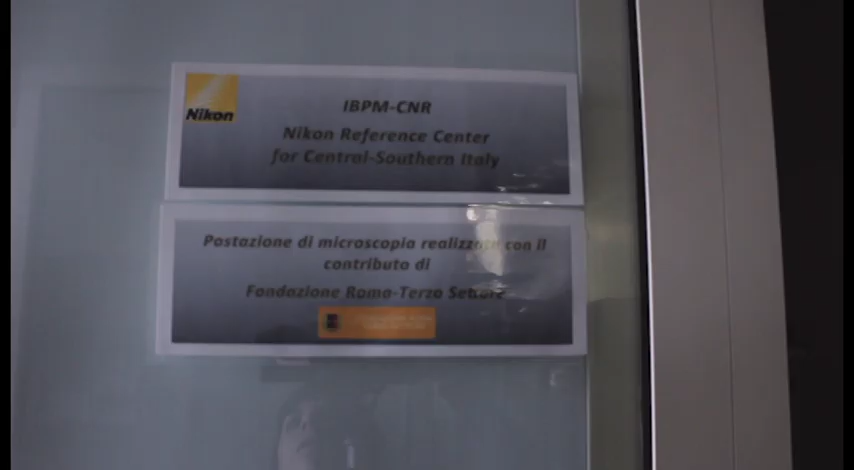 Nikon
IBPM-CNR
Nikon Reference Center
for Central-Southern Italy
Postazione di microscopia realizzata con il
contributo di
Fondazione Roma-Terzo Settore